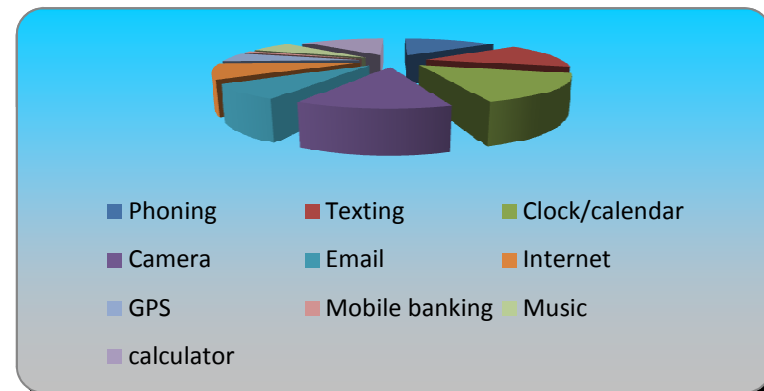 Phoning Texting Clock/calendar
Camera Email Internet
GPS Mobile banking Music
calculator